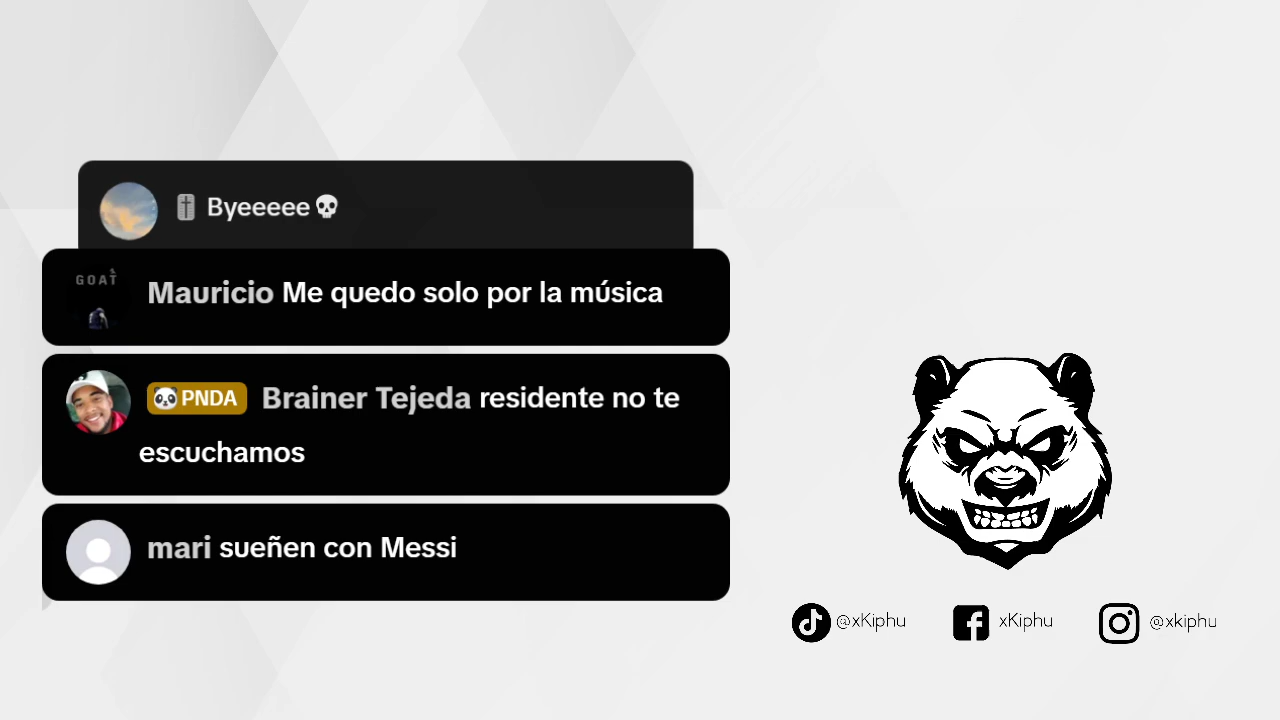 Byeeeee💀
GOAT
Mauricio Me quedo solo por la música
🐼 PNDA Brainer Tejeda residente no te
escuchamos
mari sueñen con Messi
@xKiphu xKiphu @xkiphu